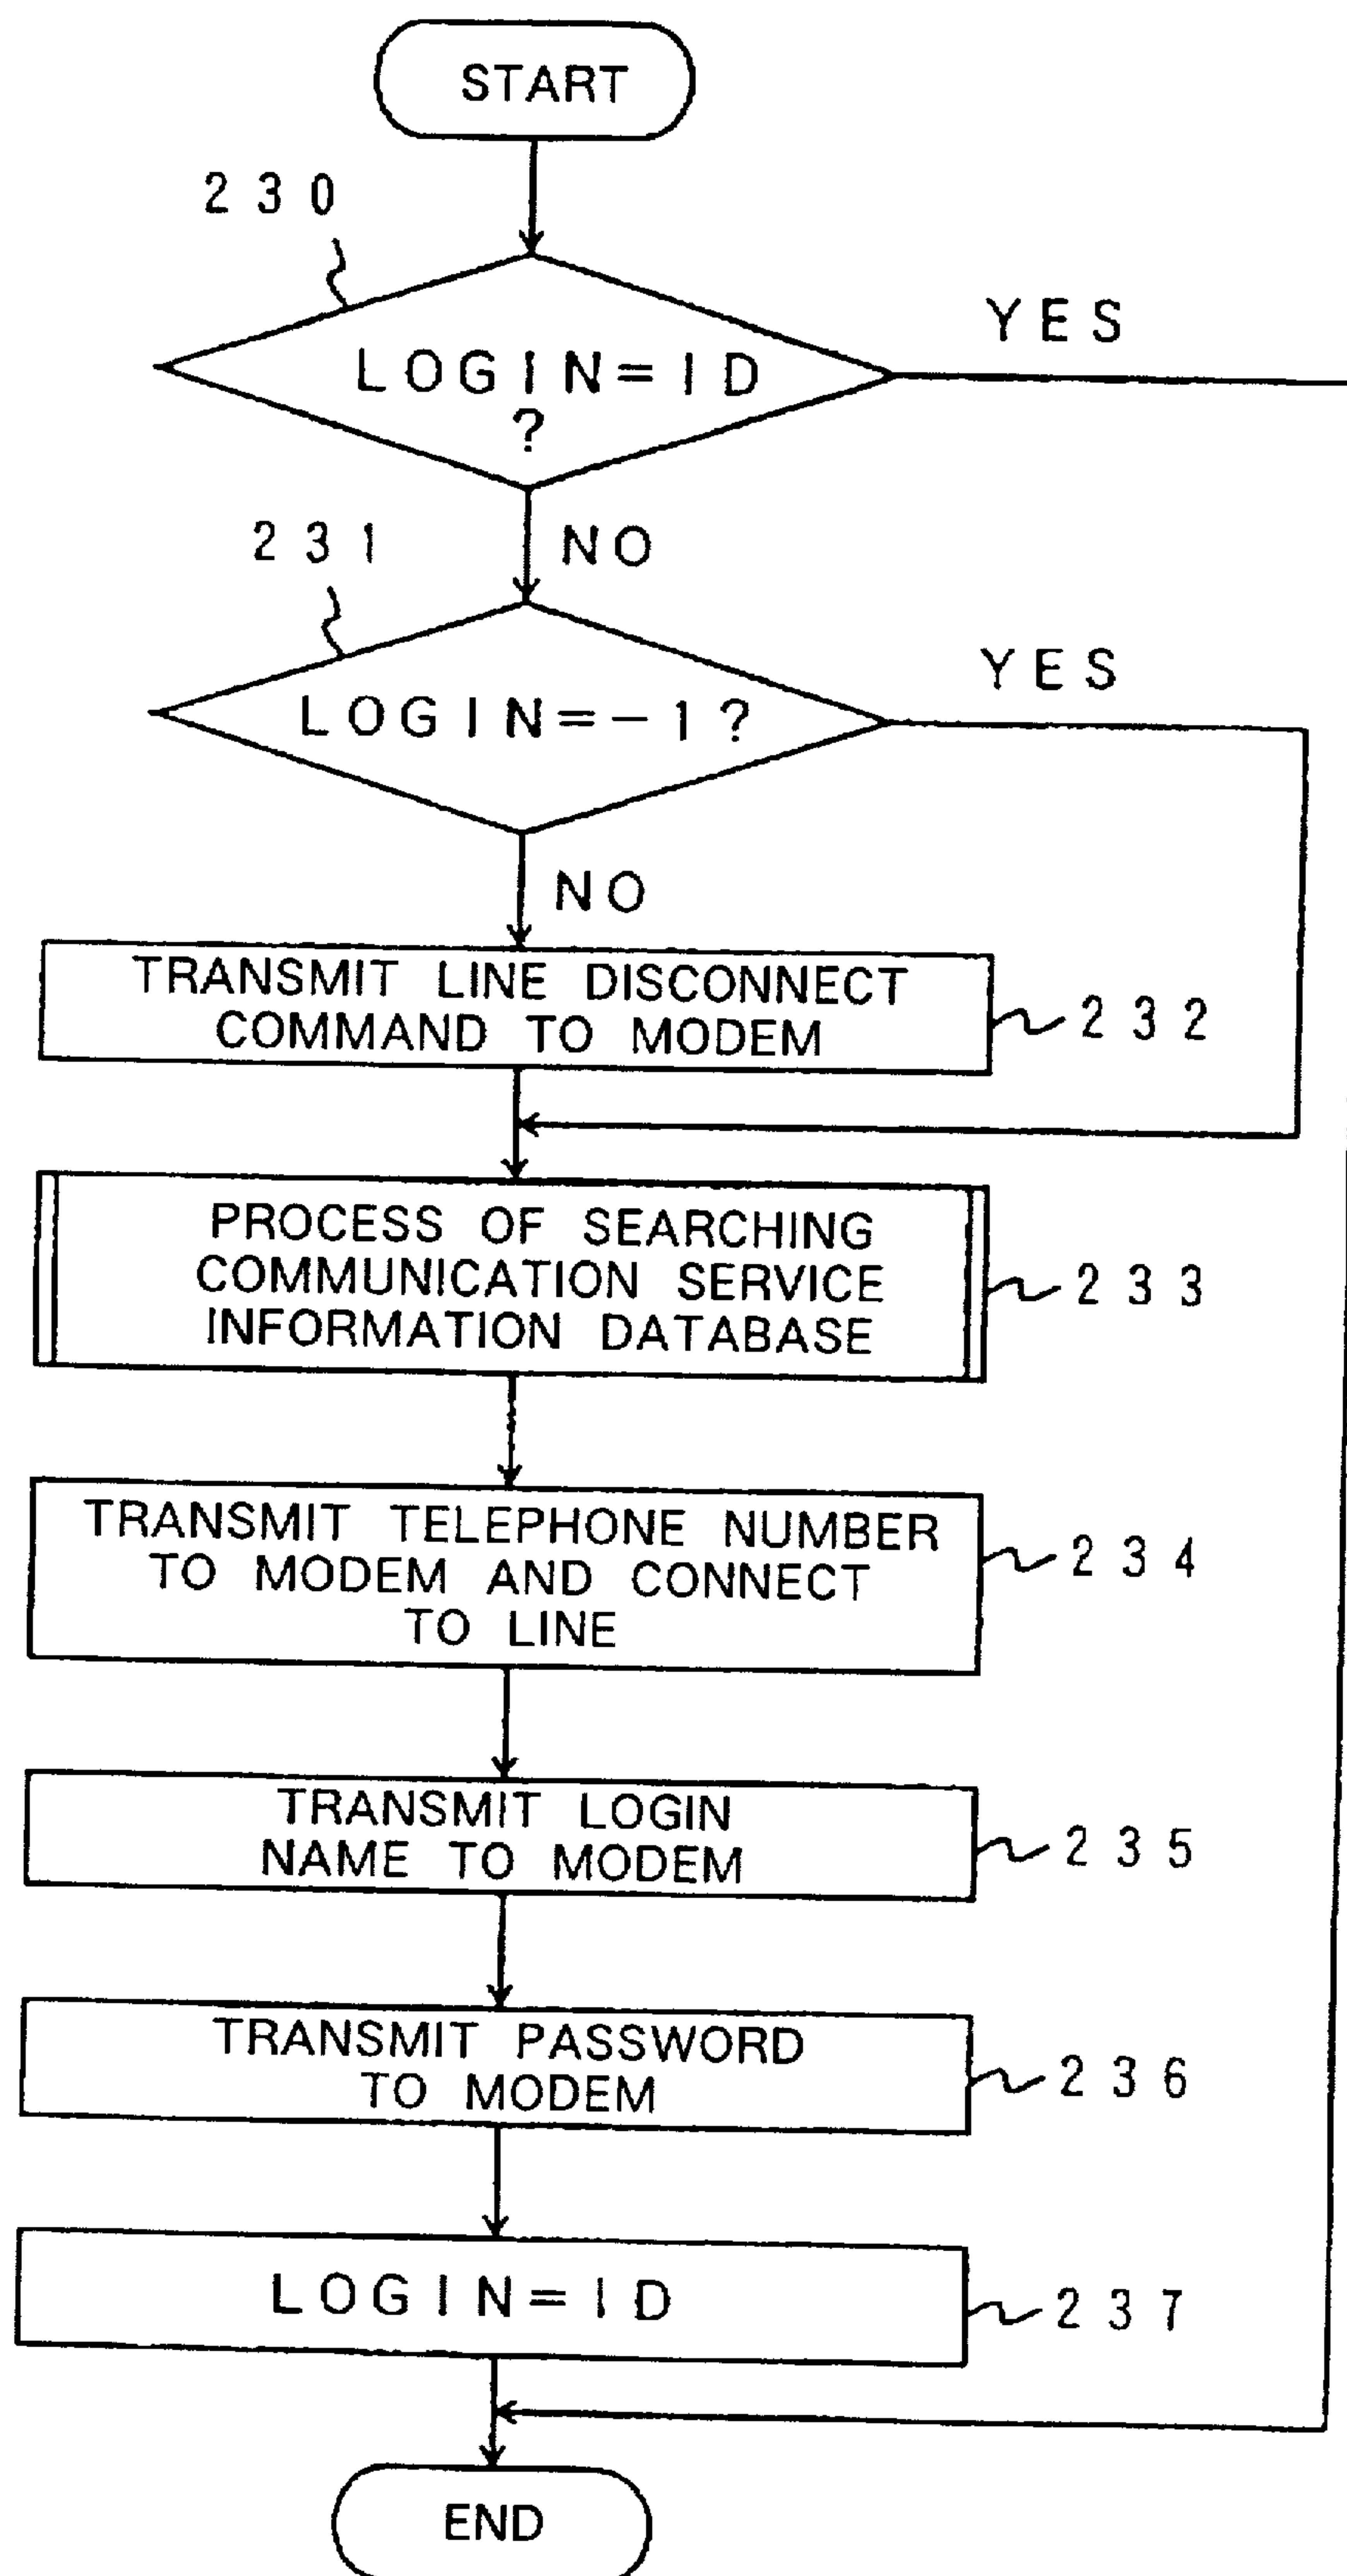 START
230
LOGIN=ID
?
YES
NO
231
LOGIN=-1?
YES
NO
TRANSMIT LINE DISCONNECT
COMMAND TO MODEM
232
PROCESS OF SEARCHING
COMMUNICATION SERVICE
INFORMATION DATABASE
233
TRANSMIT TELEPHONE NUMBER
TO MODEM AND CONNECT
TO LINE
234
TRANSMIT LOGIN
NAME TO MODEM
235
TRANSMIT PASSWORD
TO MODEM
236
LOGIN=ID
237
END